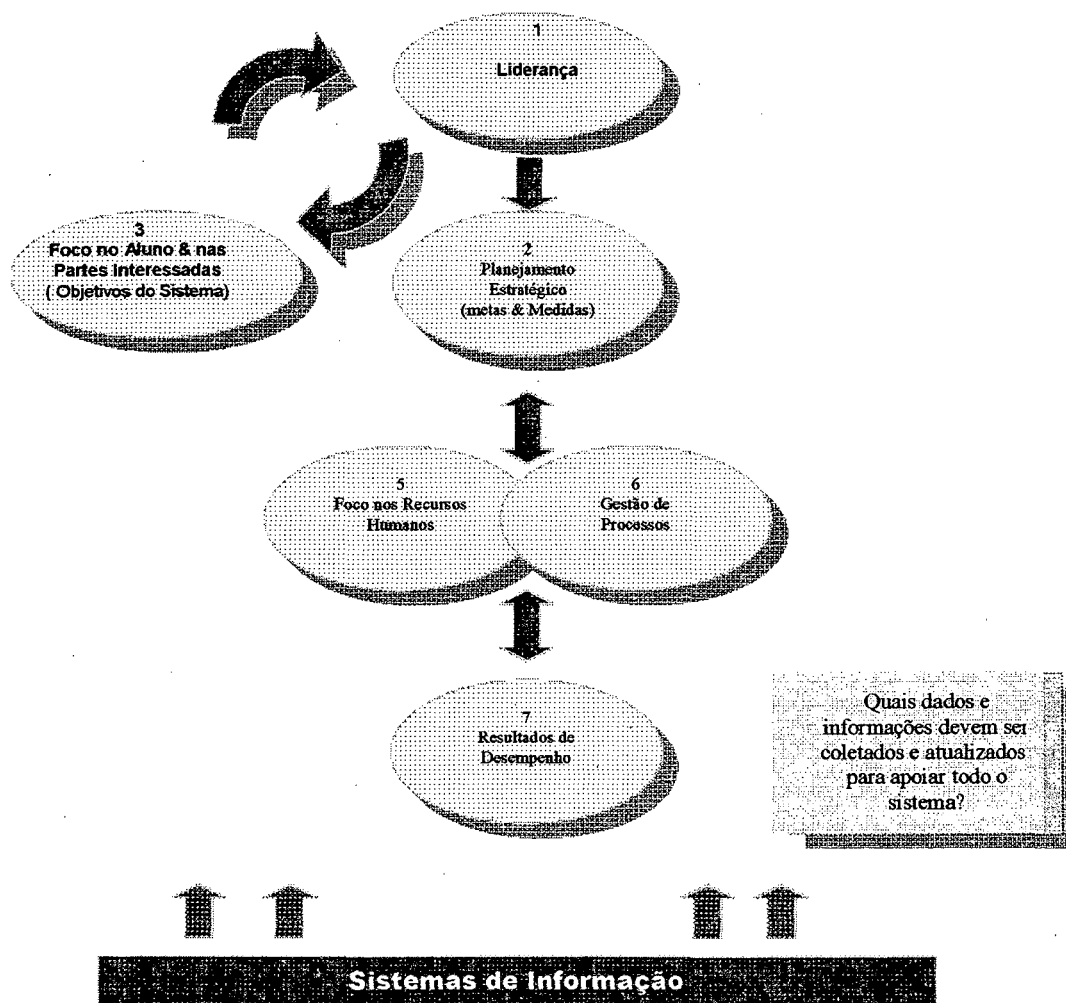 1
Liderança
3
Foco no Aluno & nas
Partes Interessadas
( Objetivos do Sistema)
2
Planejamento
Estratégico
(metas & Medidas)
5
Foco nos Recursos
Humanos
6
Gestão de
Processos
7
Resultados de
Desempenho
Quais dados e
informações devem ser
coletados e atualizados
para apoiar todo o
sistema?
Sistemas de Informação